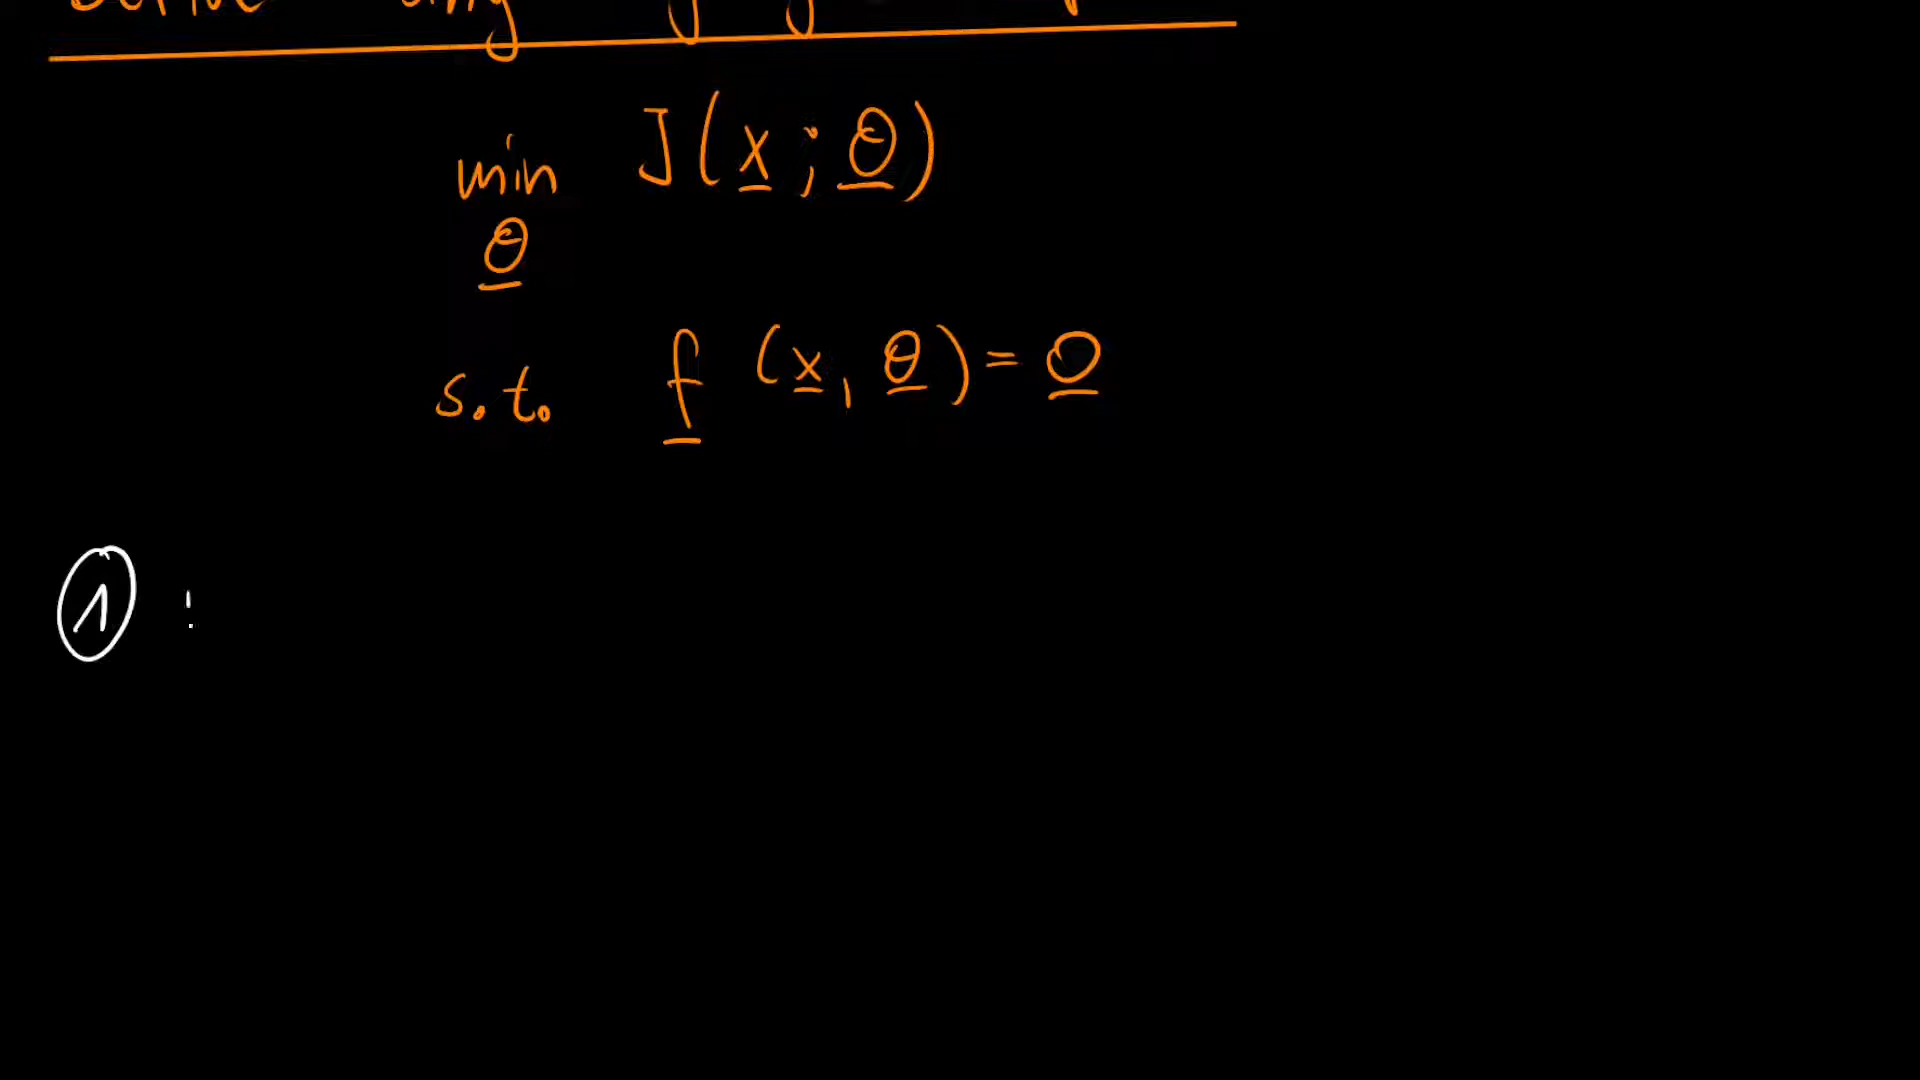 min J(x; θ)
θ
s.t. f (x, θ) = 0
1 :